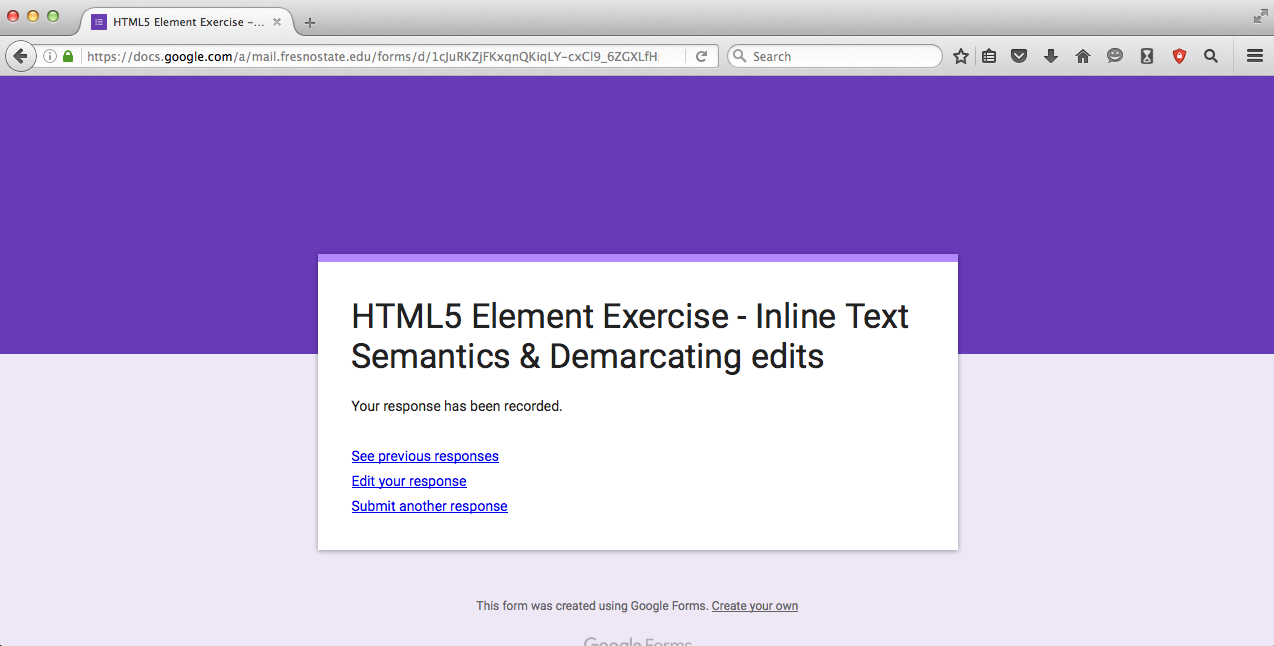 HTML5 Element Exercise –...
https://docs.google.com/a/mail.fresnostate.edu/forms/d/1cJuRKZjFKxqnQKiqLY-cxCl9_6ZGXLfH
Search
HTML5 Element Exercise - Inline Text
Semantics & Demarcating edits
Your response has been recorded.
See previous responses
Edit your response
Submit another response
This form was created using Google Forms. Create your own
Google Forms